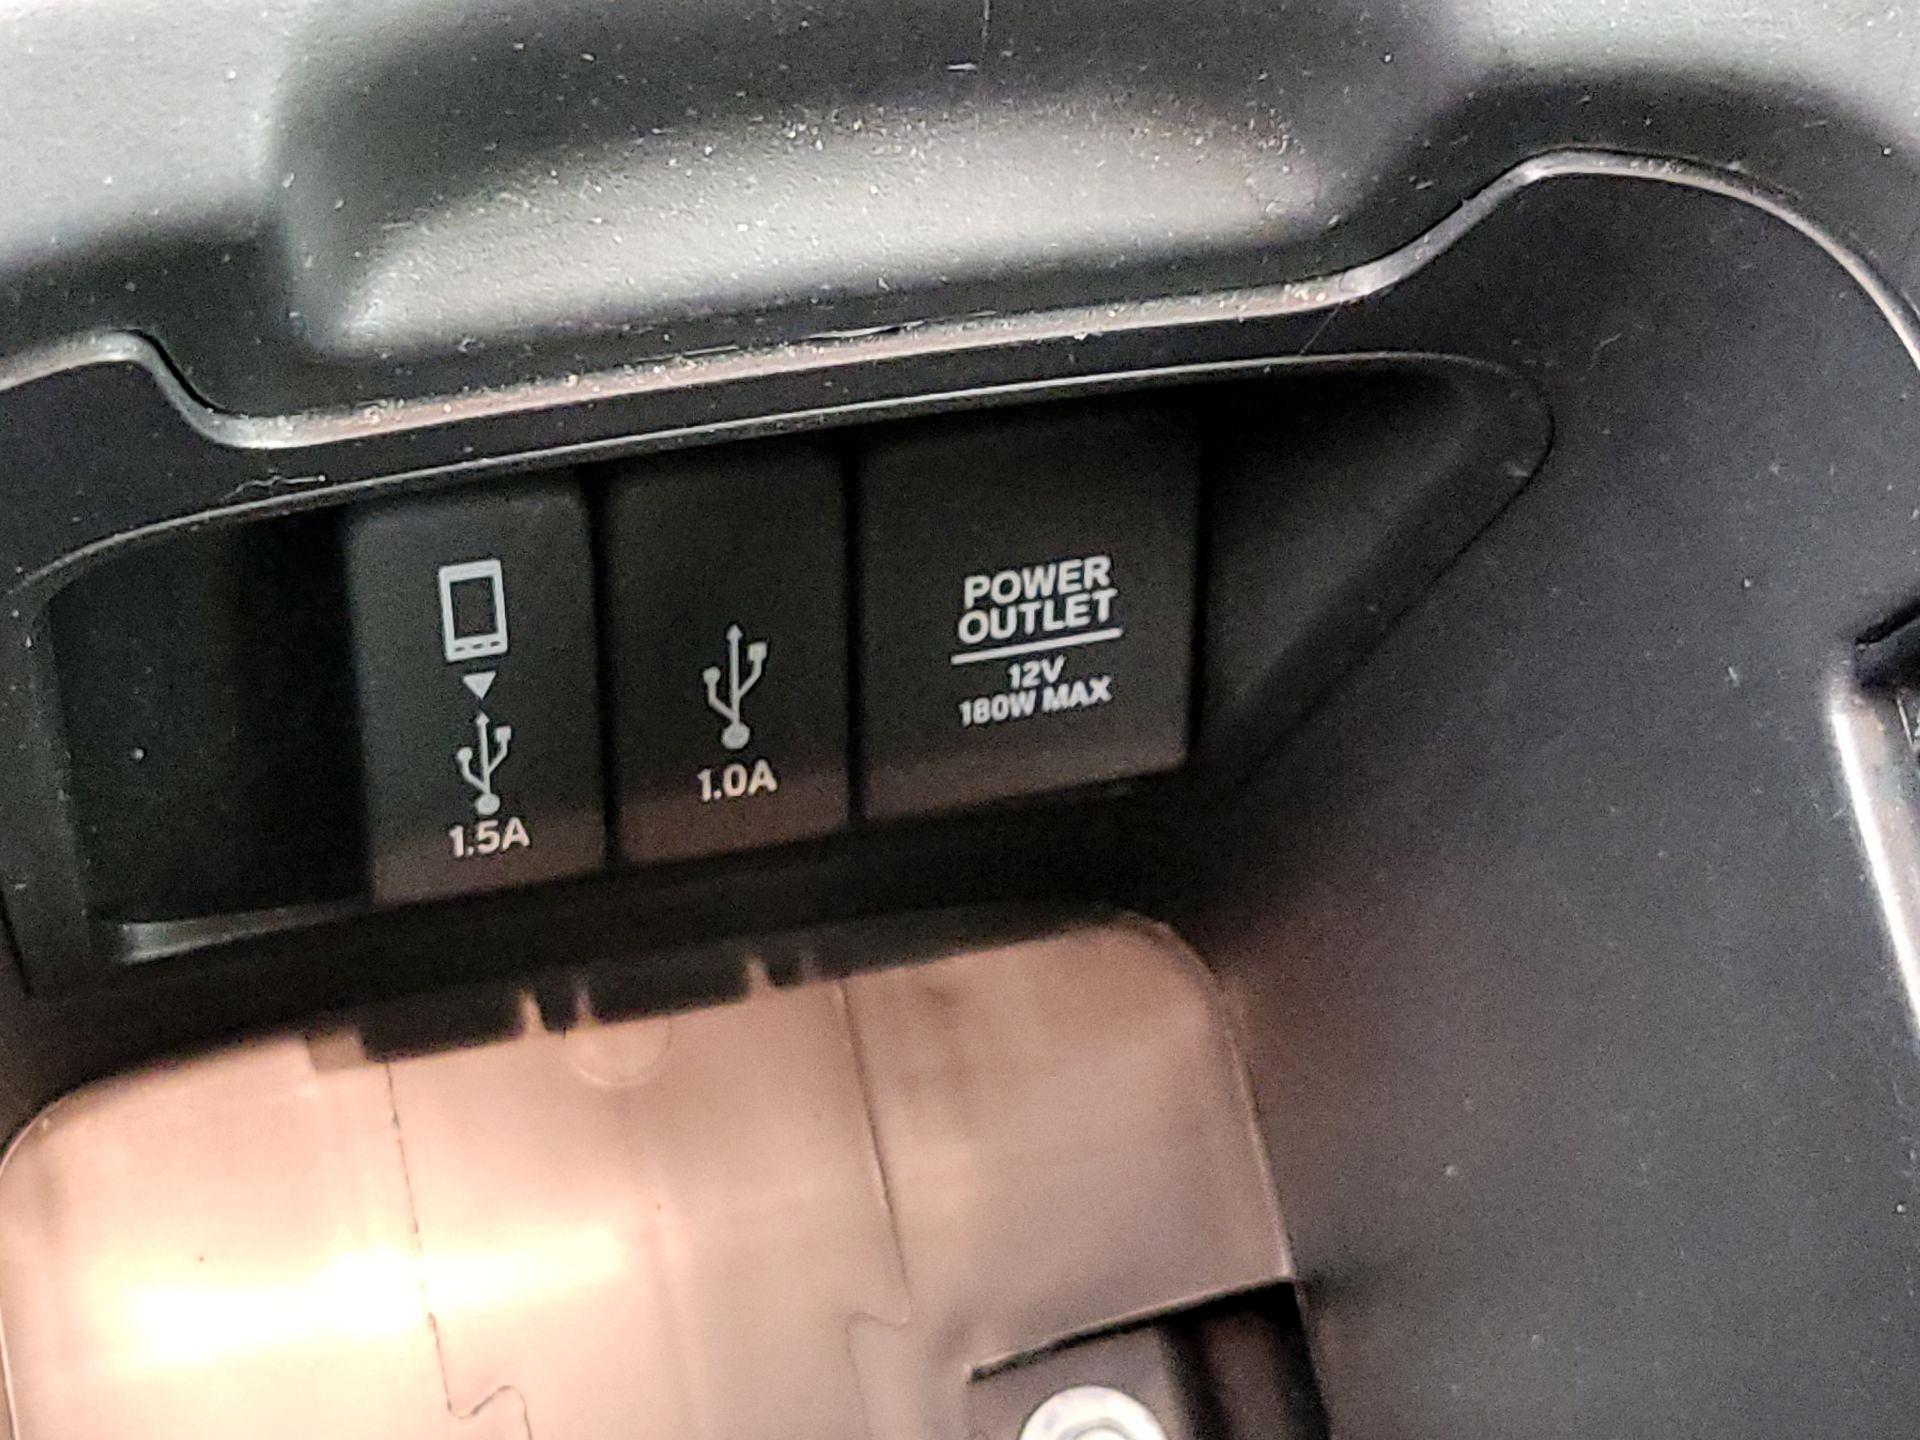 1.5A
1.0A
POWER
OUTLET
12V
180W MAX